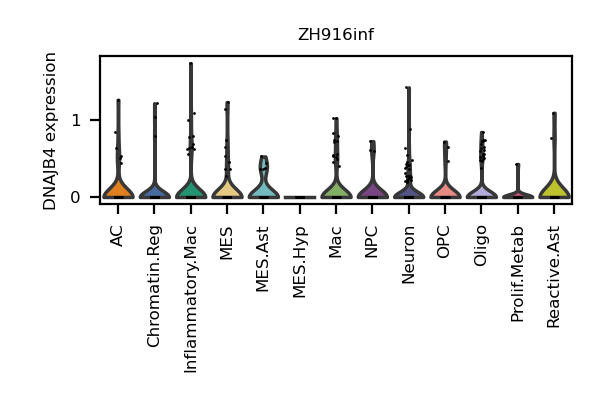 ZH916inf
DNAJB4 expression
1
0
AC
Chromatin.Reg
Inflammatory.Mac
MES
MES.Ast
MES.Hyp
Mac
NPC
Neuron
OPC
Oligo
Prolif.Metab
Reactive.Ast